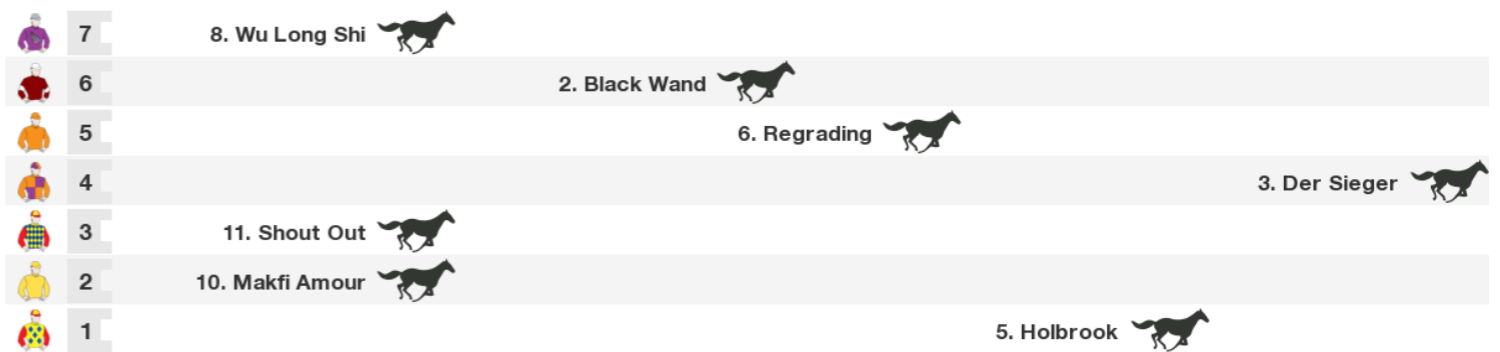 7 8. Wu Long Shi
6 2. Black Wand
5 6. Regrading
4 3. Der Sieger
3 11. Shout Out
2 10. Makfi Amour
1 5. Holbrook